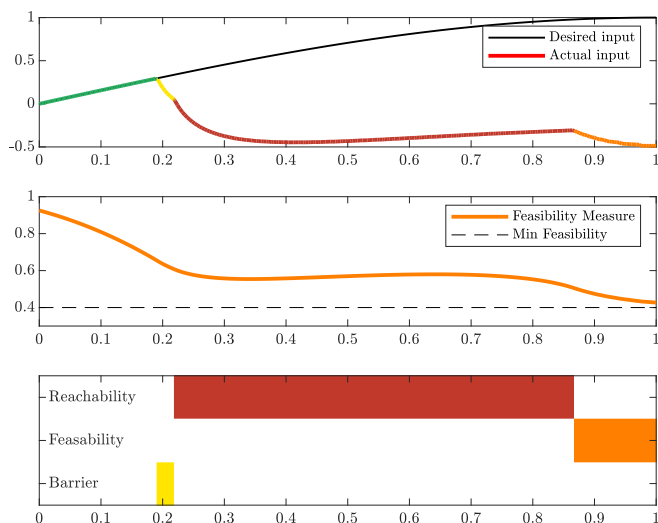 1
Desired input
Actual input
0
-0.5
0 0.1 0.2 0.3 0.4 0.5 0.6 0.7 0.8 0.9 1
1
Feasibility Measure
Min Feasibility
0.8
0.6
0.4
0 0.1 0.2 0.3 0.4 0.5 0.6 0.7 0.8 0.9 1
Reachability
Feasability
Barrier
0 0.1 0.2 0.3 0.4 0.5 0.6 0.7 0.8 0.9 1